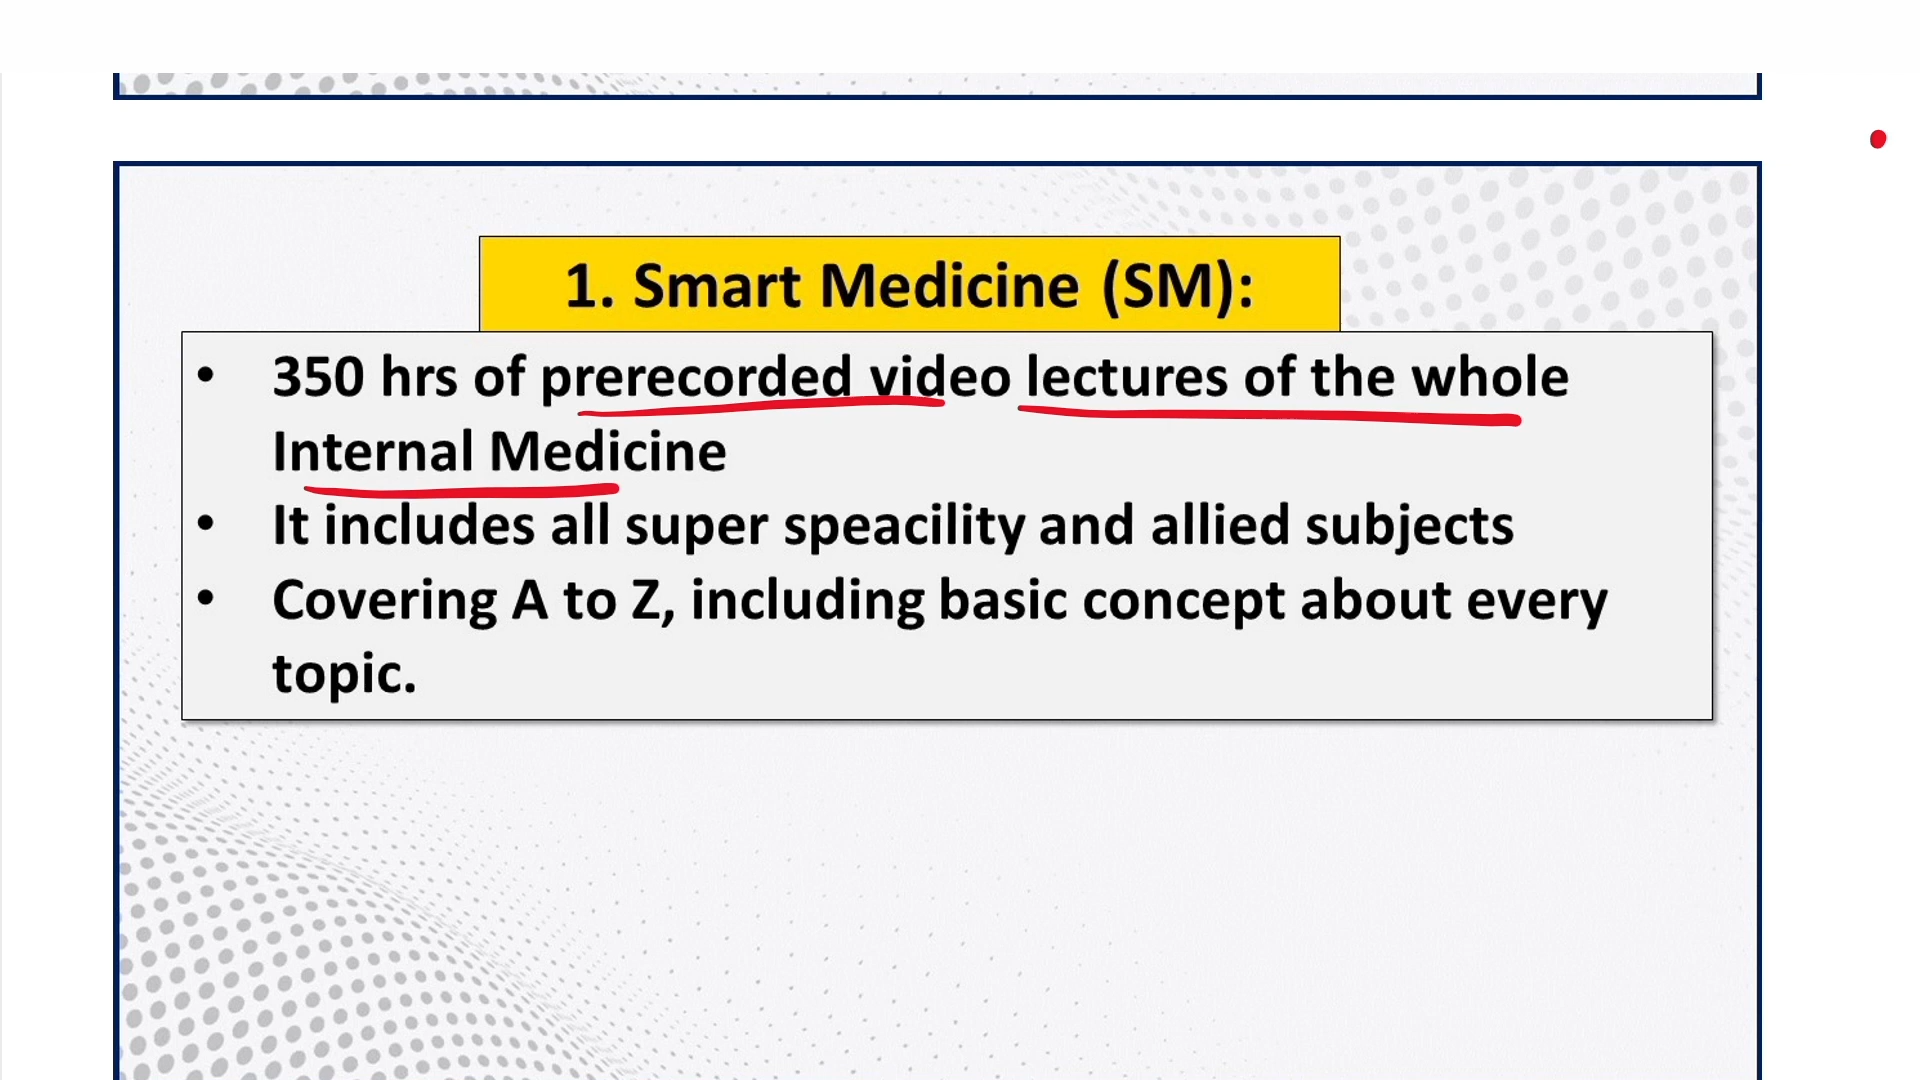 1. Smart Medicine (SM):
• 350 hrs of prerecorded video lectures of the whole
Internal Medicine
• It includes all super speacility and allied subjects
• Covering A to Z, including basic concept about every
topic.